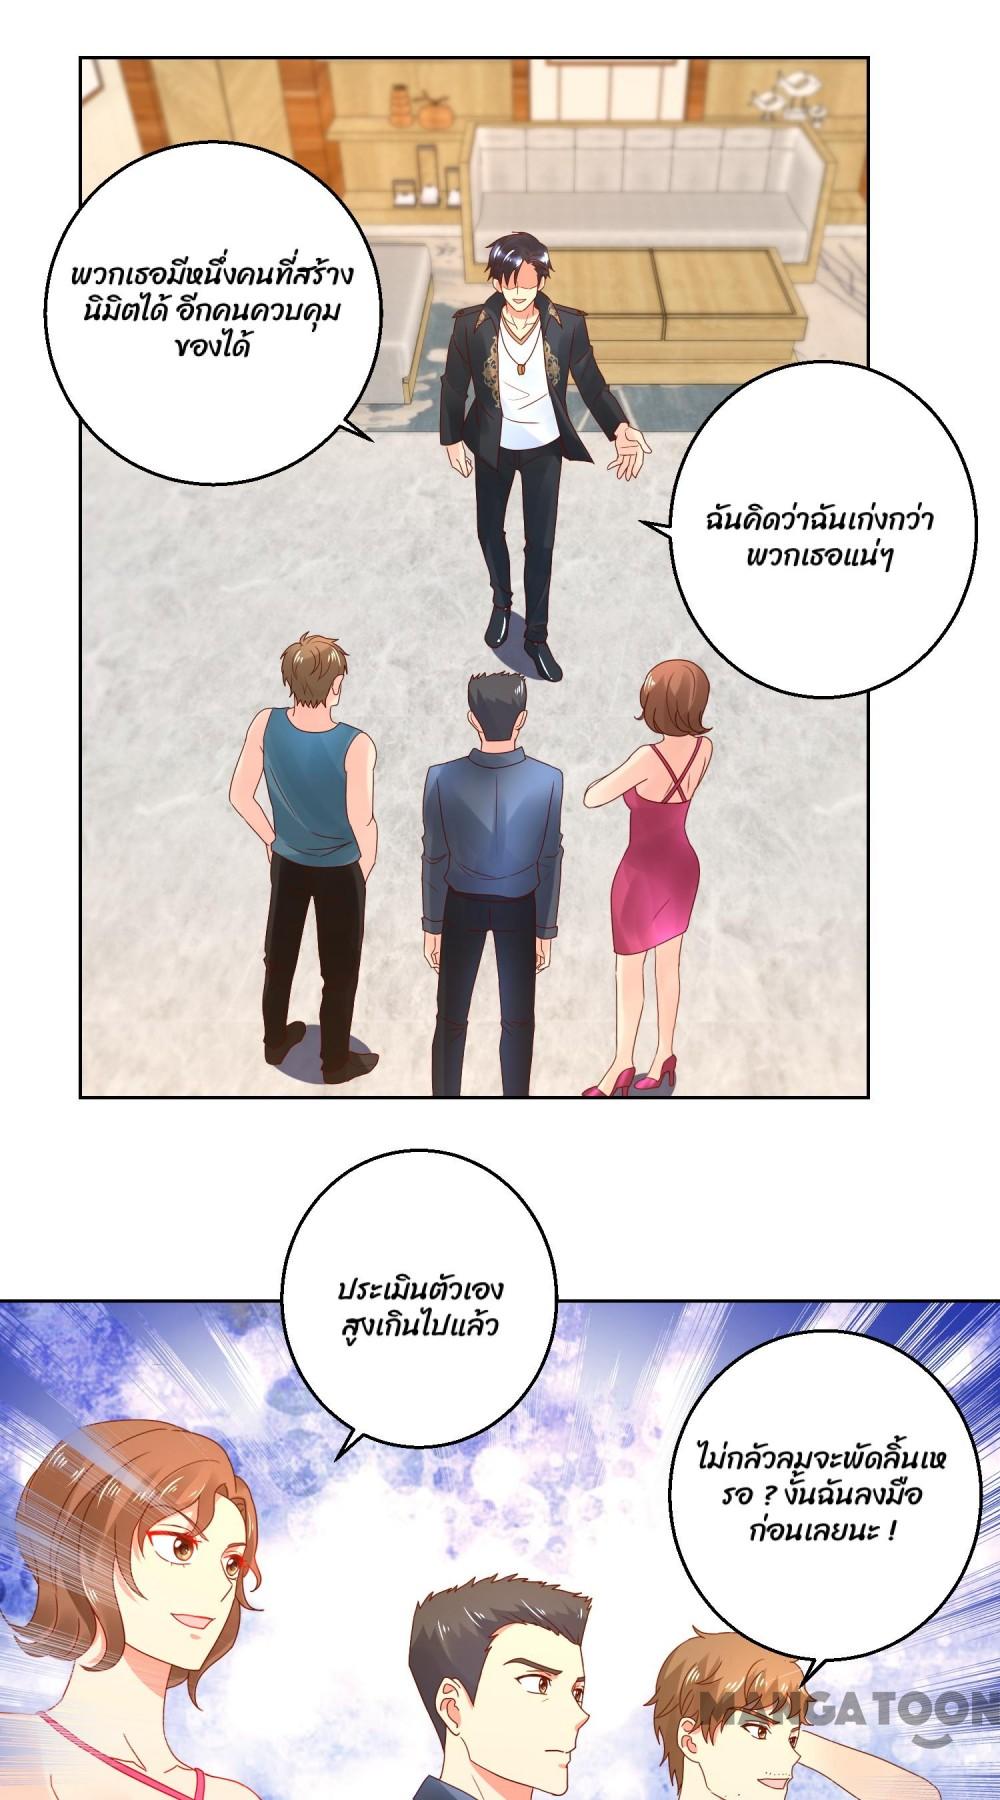 พวกเธอมีหนึ่งคนที่สร้าง
นิมิตได้ อีกคนควบคุม
ของได้
ฉันคิดว่าฉันเก่งกว่า
พวกเธอแน่ๆ
ประเมินตัวเอง
สูงเกินไปแล้ว
ไม่กลัวลมจะพัดลิ้นเห
รอ ? งั้นฉันลงมือ
ก่อนเลยนะ !
MANGATOON